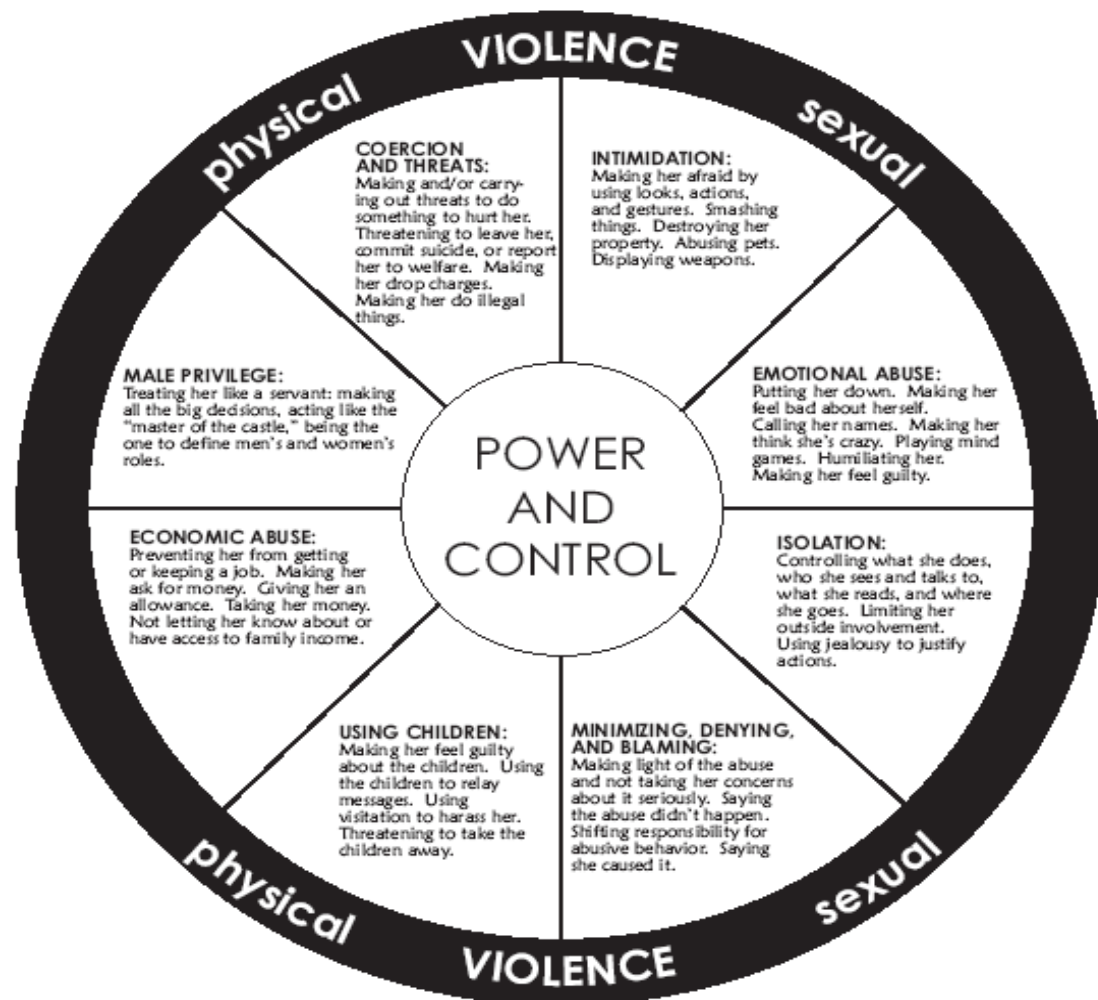 physical VIOLENCE sexual
COERCION
AND THREATS:
Making and/or carry-
ing out threats to do
something to hurt her.
Threatening to leave her,
commit suicide, or report
her to welfare. Making
her drop charges.
Making her do illegal
things.
INTIMIDATION:
Making her afraid by
using looks, actions,
and gestures. Smashing
things. Destroying her
property. Abusing pets.
Displaying weapons.
MALE PRIVILEGE:
Treating her like a servant: making
all the big decisions, acting like the
“master of the castle,” being the
one to define men’s and women’s
roles.
EMOTIONAL ABUSE:
Putting her down. Making her
feel bad about herself.
Calling her names. Making her
think she’s crazy. Playing mind
games. Humiliating her.
Making her feel guilty.
POWER
AND
CONTROL
ECONOMIC ABUSE:
Preventing her from getting
or keeping a job. Making her
ask for money. Giving her an
allowance. Taking her money.
Not letting her know about or
have access to family income.
ISOLATION:
Controlling what she does,
who she sees and talks to,
what she reads, and where
she goes. Limiting her
outside involvement.
Using jealousy to justify
actions.
USING CHILDREN:
Making her feel guilty
about the children. Using
the children to relay
messages. Using
visitation to harass her.
Threatening to take the
children away.
MINIMIZING, DENYING,
AND BLAMING:
Making light of the abuse
and not taking her concerns
about it seriously. Saying
the abuse didn’t happen.
Shifting responsibility for
abusive behavior. Saying
she caused it.
physical VIOLENCE sexual